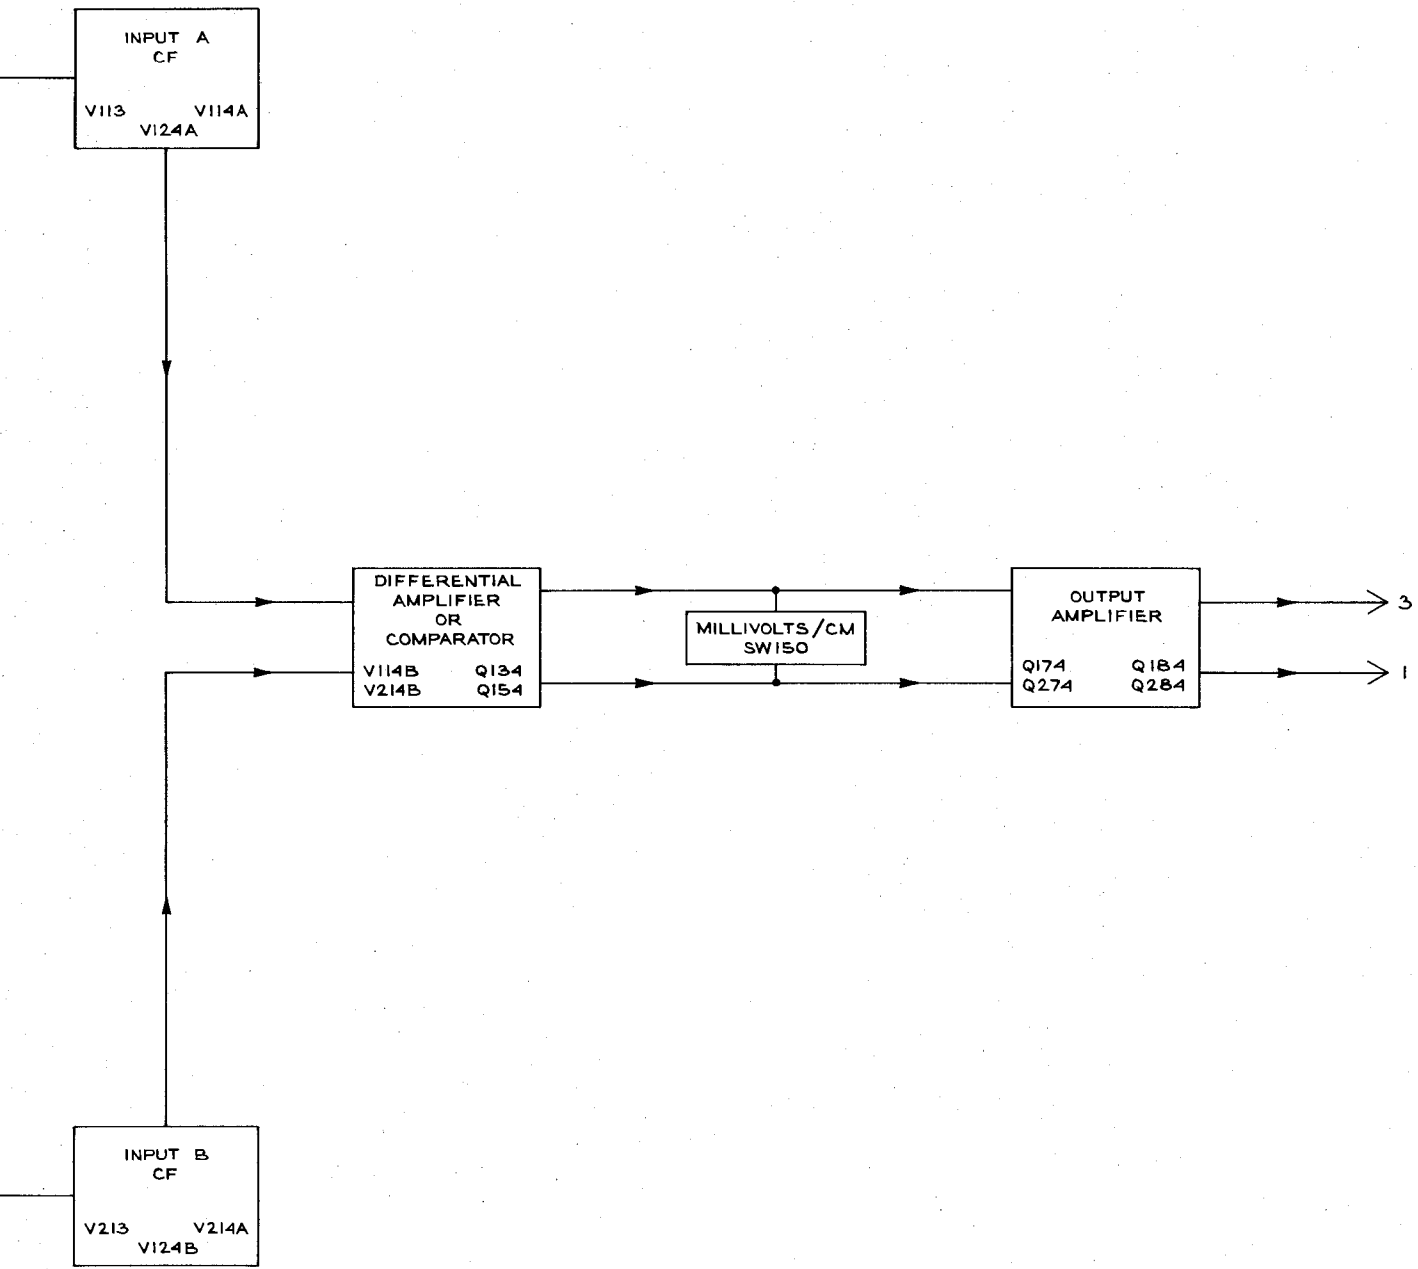 INPUT A
CF
V113 V114A
V124A
DIFFERENTIAL
AMPLIFIER
OR
COMPARATOR
V114B Q134
V214B Q154
MILLIVOLTS/CM
SW150
OUTPUT
AMPLIFIER
Q174 Q184
Q274 Q284
3
1
INPUT B
CF
V213 V214A
V124B